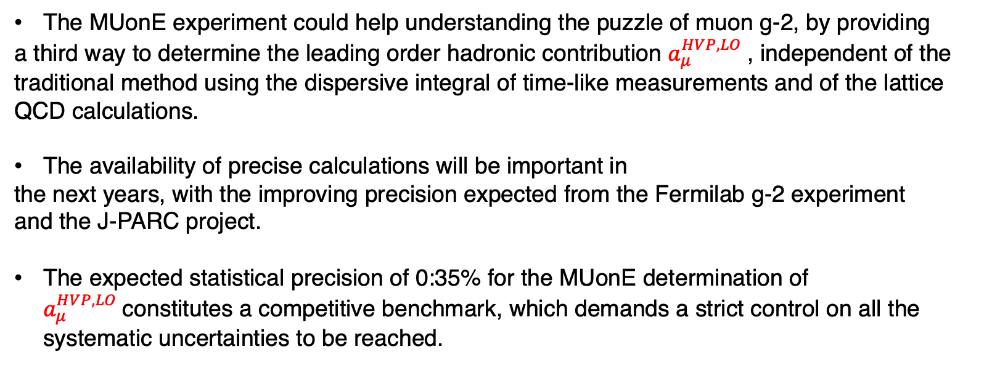 • The MUonE experiment could help understanding the puzzle of muon g-2, by providing
a third way to determine the leading order hadronic contribution $a_\mu^{HVP,LO}$ , independent of the
traditional method using the dispersive integral of time-like measurements and of the lattice
QCD calculations.
• The availability of precise calculations will be important in
the next years, with the improving precision expected from the Fermilab g-2 experiment
and the J-PARC project.
• The expected statistical precision of 0:35% for the MUonE determination of
$a_\mu^{HVP,LO}$ constitutes a competitive benchmark, which demands a strict control on all the
systematic uncertainties to be reached.